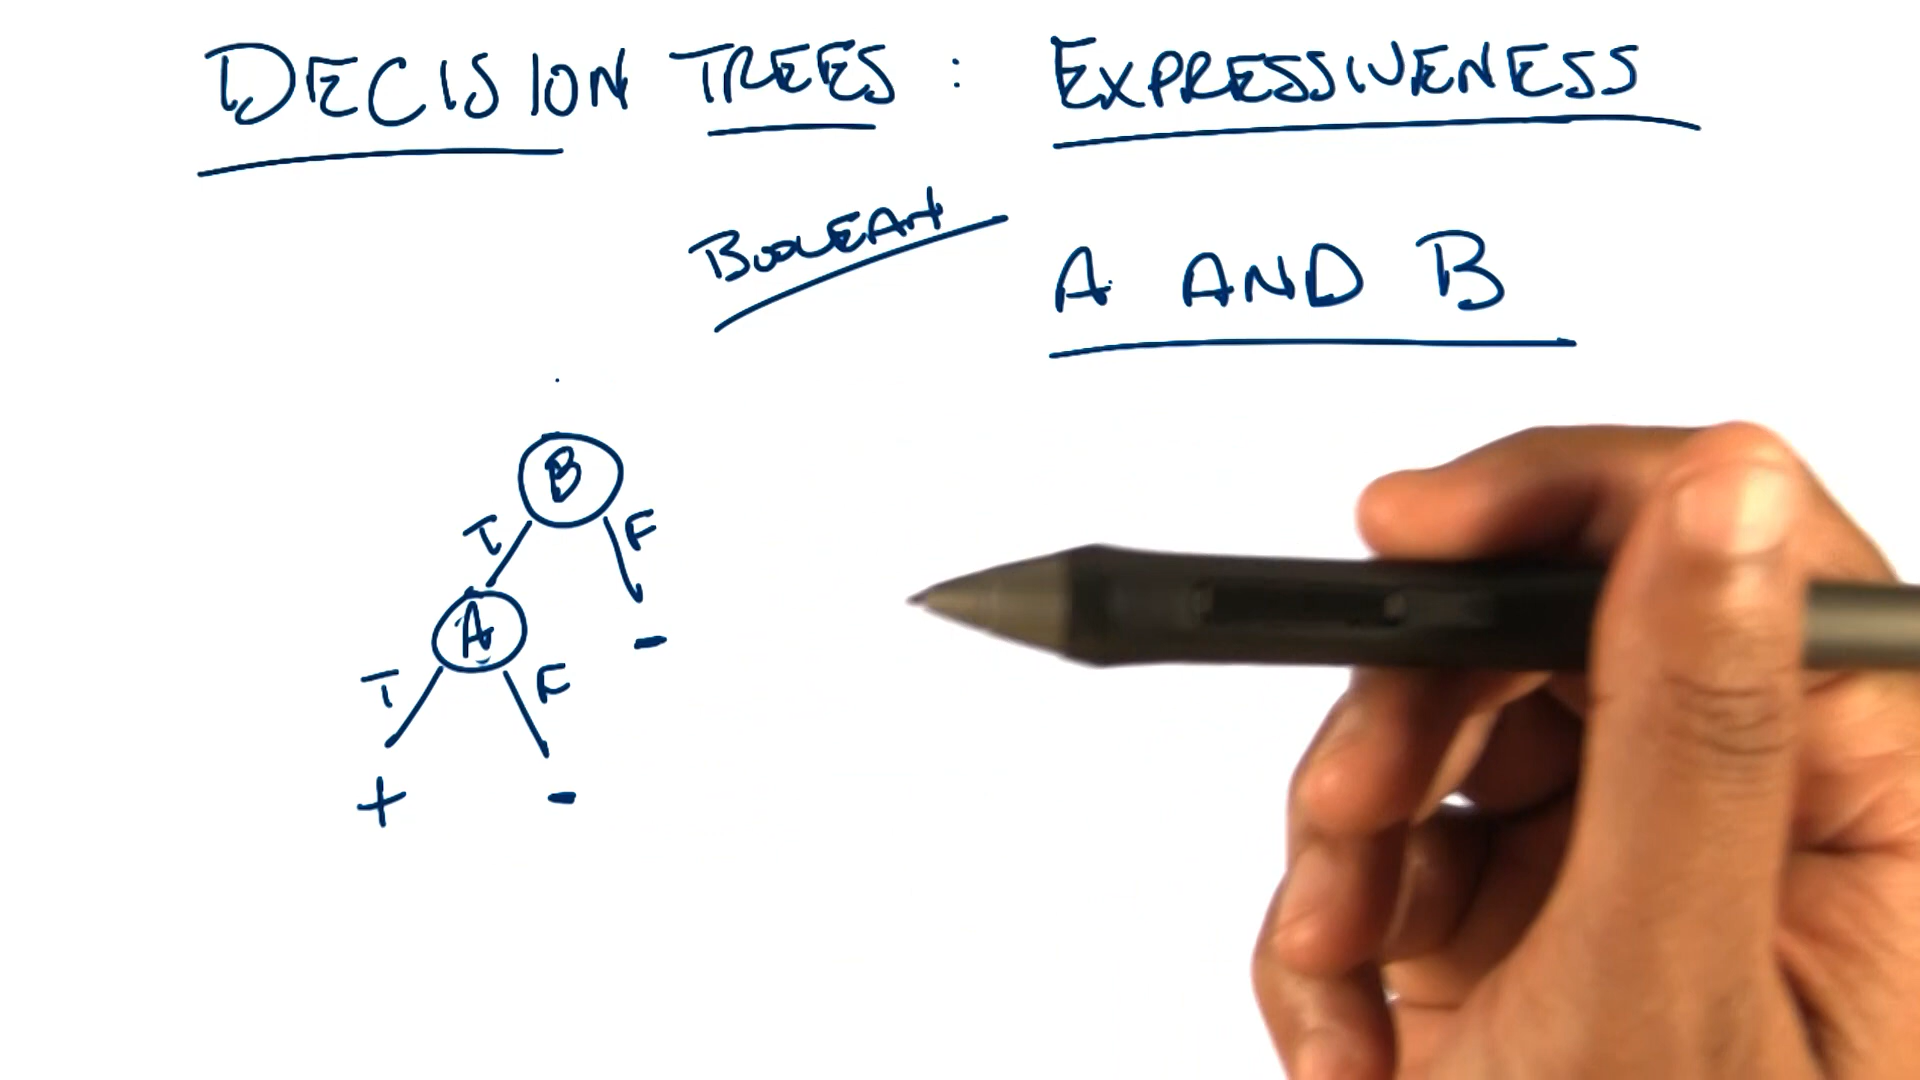 DECISION TREES : EXPRESSIVENESS
BOOLEAN
A AND B
B
T F
A
-
T F
+ -